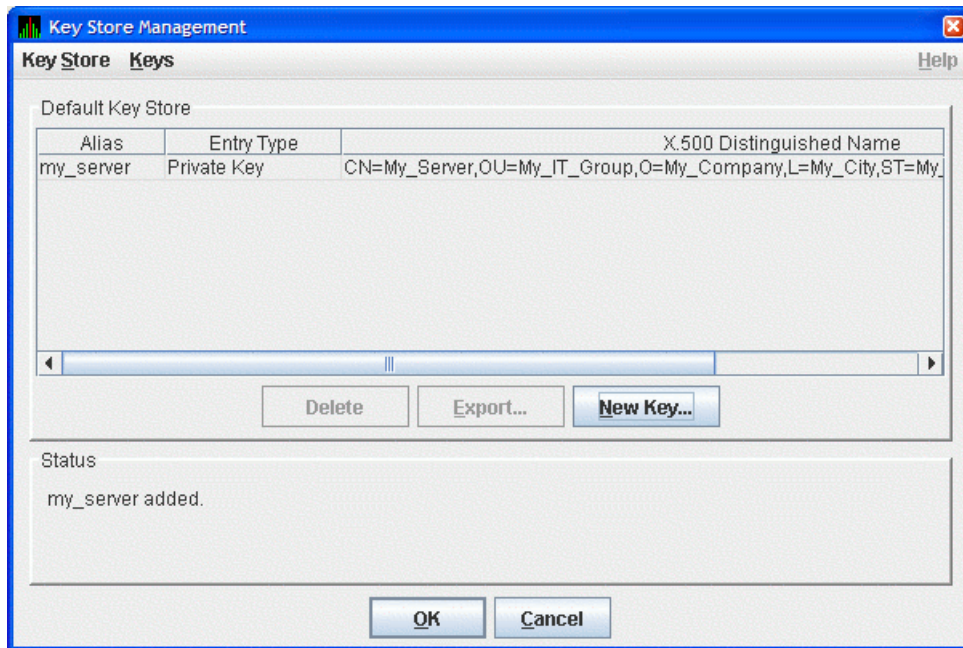 Key Store Management
Key Store Keys Help
Default Key Store
Alias Entry Type X.500 Distinguished Name
my_server Private Key CN=My_Server,OU=My_IT_Group,O=My_Company,L=My_City,ST=My_
Delete Export... New Key...
Status
my_server added.
OK Cancel